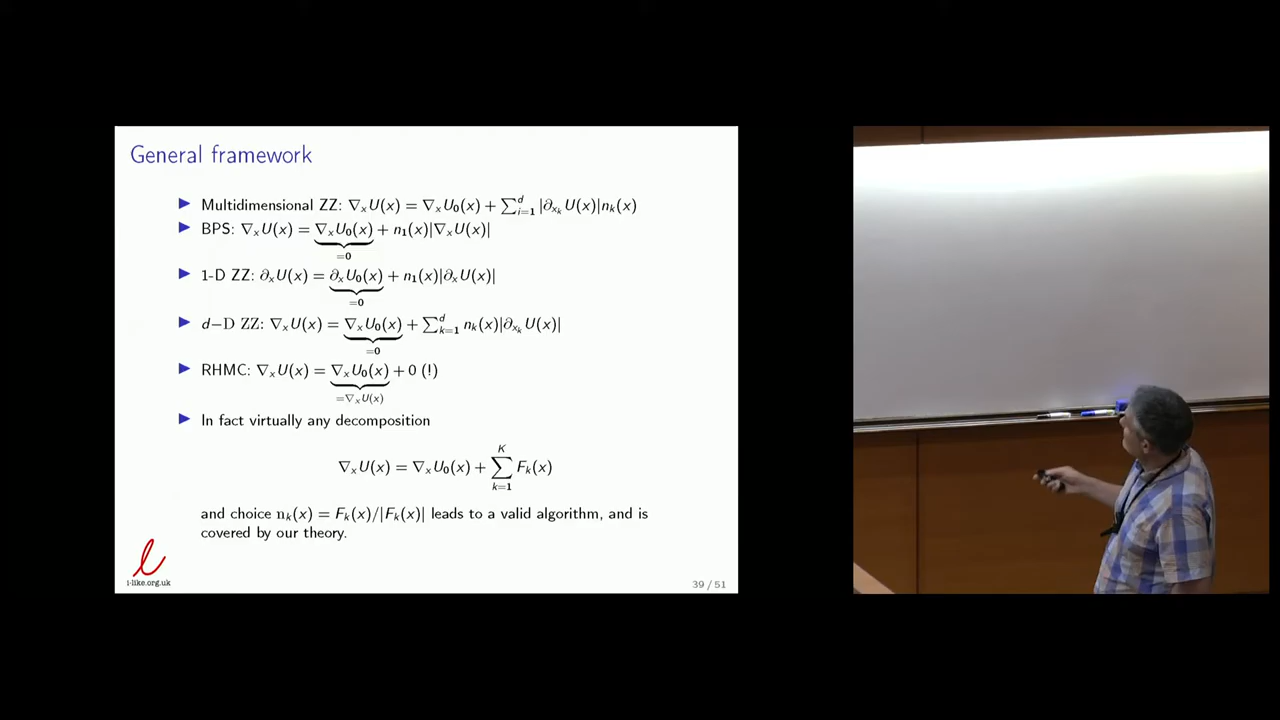 General framework
▶ Multidimensional ZZ: ∇ₓU(x) = ∇ₓU₀(x) + ∑ᵢ₌₁ᵈ |∂ₓₖU(x)|nₖ(x)
▶ BPS: ∇ₓU(x) = ∇ₓU₀(x) + n₁(x)|∇ₓU(x)|
=0
▶ 1-D ZZ: ∂ₓU(x) = ∂ₓU₀(x) + n₁(x)|∂ₓU(x)|
=0
▶ d−D ZZ: ∇ₓU(x) = ∇ₓU₀(x) + ∑ₖ₌₁ᵈ nₖ(x)|∂ₓₖU(x)|
=0
▶ RHMC: ∇ₓU(x) = ∇ₓU₀(x) + 0 (!)
=∇ₓU(x)
▶ In fact virtually any decomposition
∇ₓU(x) = ∇ₓU₀(x) + ∑ₖ₌₁ᴷ Fₖ(x)
and choice nₖ(x) = Fₖ(x)/|Fₖ(x)| leads to a valid algorithm, and is
covered by our theory.
i-like.org.uk
39 / 51